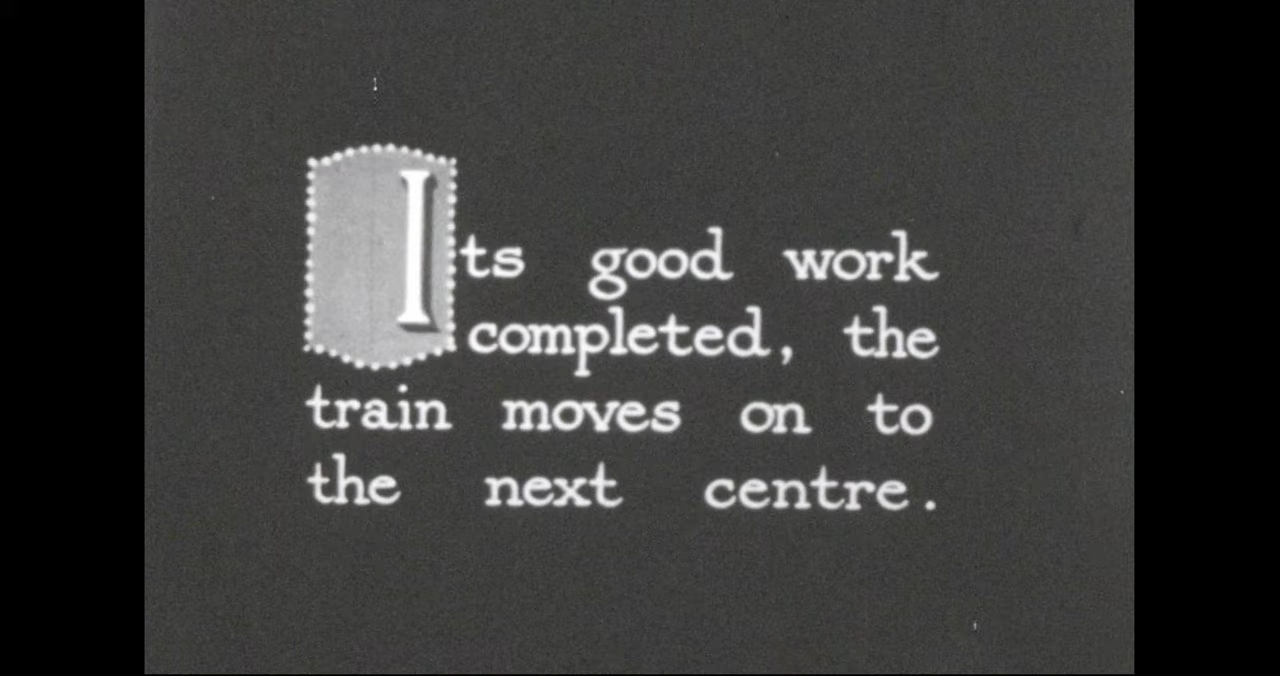 Its good work
completed, the
train moves on to
the next centre.